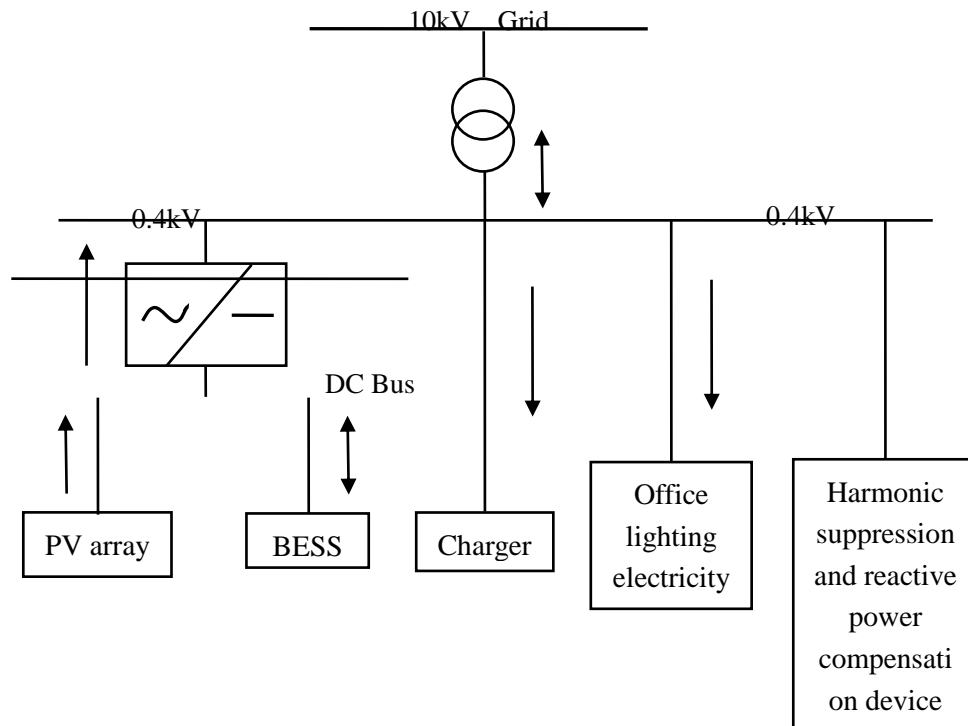 10kV Grid
0.4kV
0.4kV
DC Bus
PV array
BESS
Charger
Office
lighting
electricity
Harmonic
suppression
and reactive
power
compensati
on device